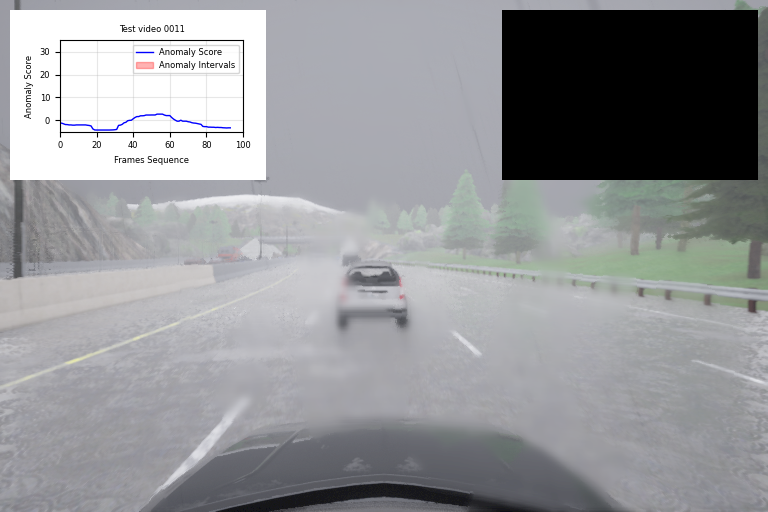 Test video 0011
Anomaly Score
Anomaly Intervals
Anomaly Score
30
20
10
0
0 20 40 60 80 100
Frames Sequence